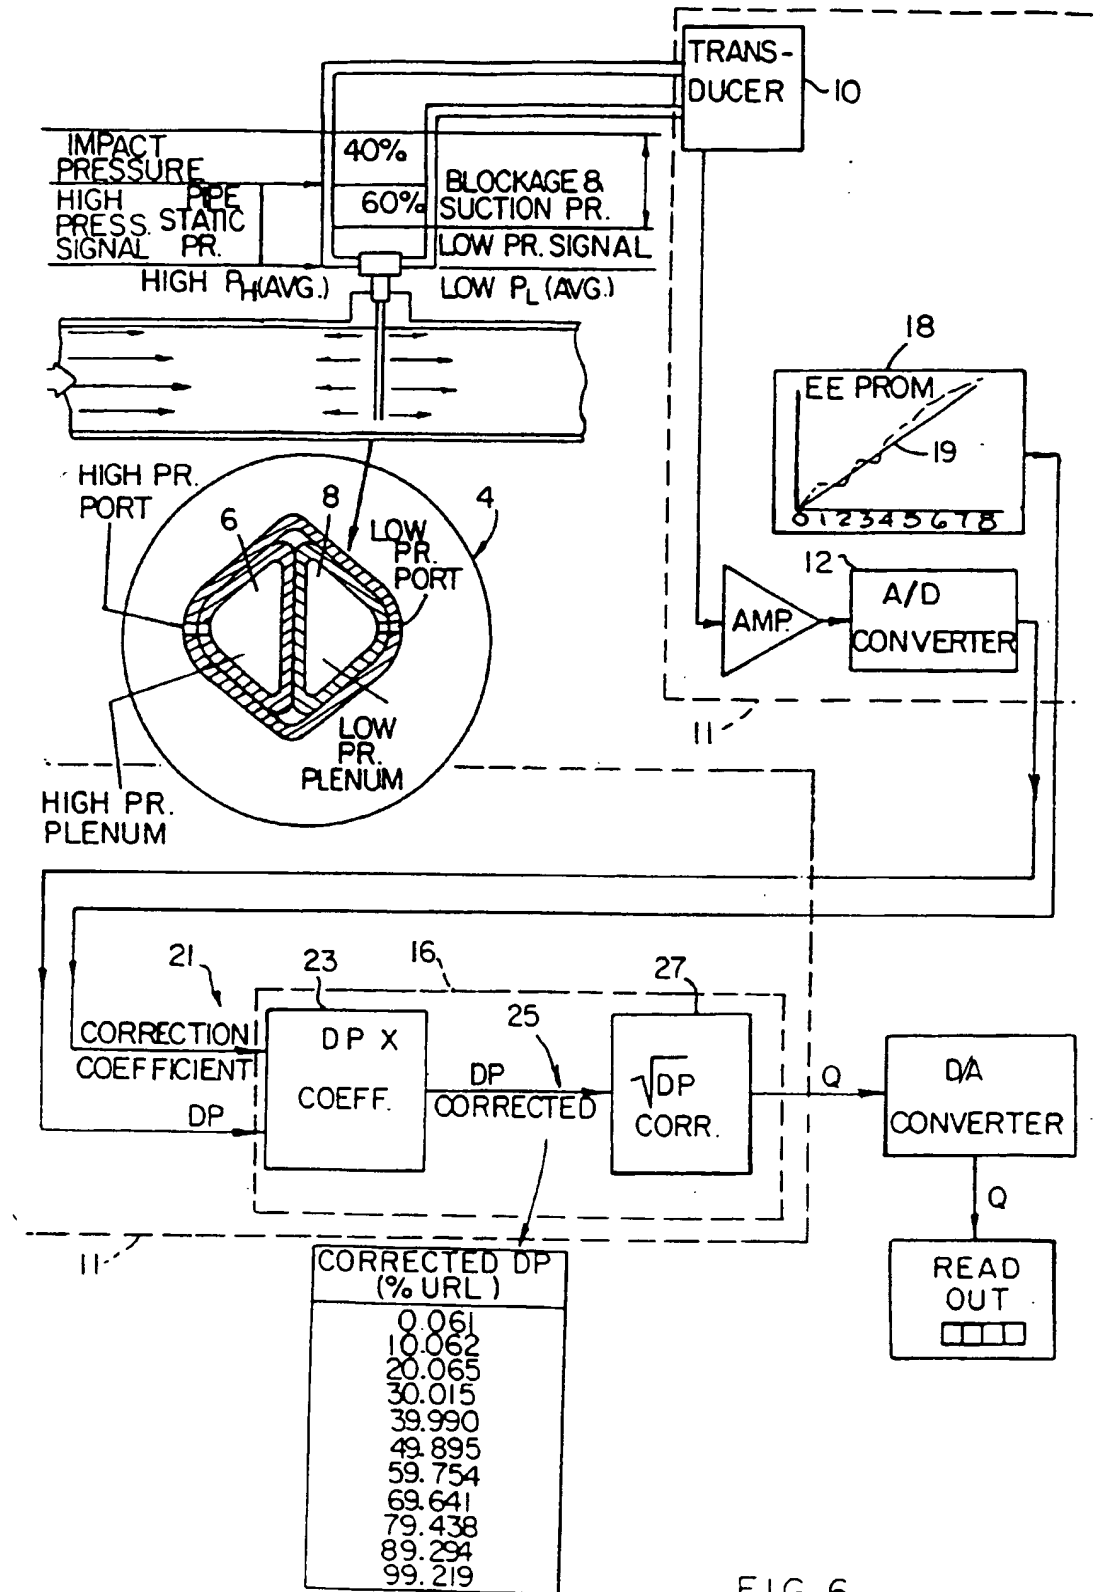 TRANS-
DUCER
10
IMPACT
PRESSURE
40%
HIGH
PRESS.
SIGNAL
PIPE
STATIC
PR.
60%
BLOCKAGE &
SUCTION PR.
LOW PR. SIGNAL
HIGH PH (AVG.)
LOW PL (AVG.)
18
EE PROM
19
0 1 2 3 4 5 6 7 8
HIGH PR.
PORT
6
8
4
LOW
PR.
PORT
12
AMP.
A/D
CONVERTER
11
LOW
PR.
PLENUM
HIGH PR.
PLENUM
21
23
16
27
25
CORRECTION
COEFFICIENT
DP
DP X
COEFF.
DP
CORRECTED
√DP
CORR.
Q
D/A
CONVERTER
Q
READ
OUT
11
CORRECTED DP
(% URL)
0.061
10.062
20.065
30.015
39.990
49.895
59.754
69.641
79.438
89.294
99.219
FIG. 6